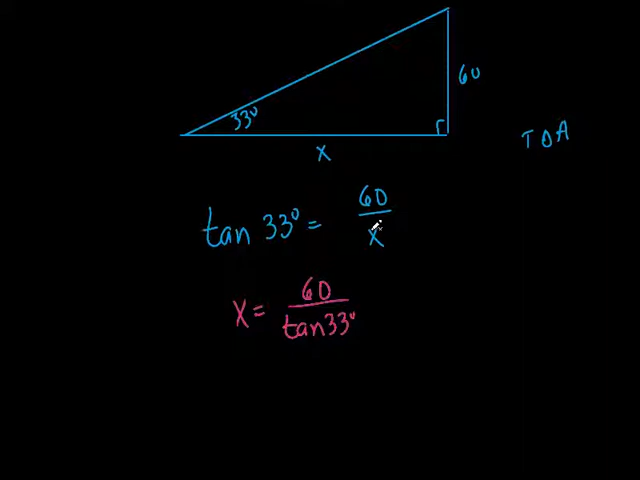 60
33°
x
TOA
tan 33° = 60/x
x = 60/tan33°